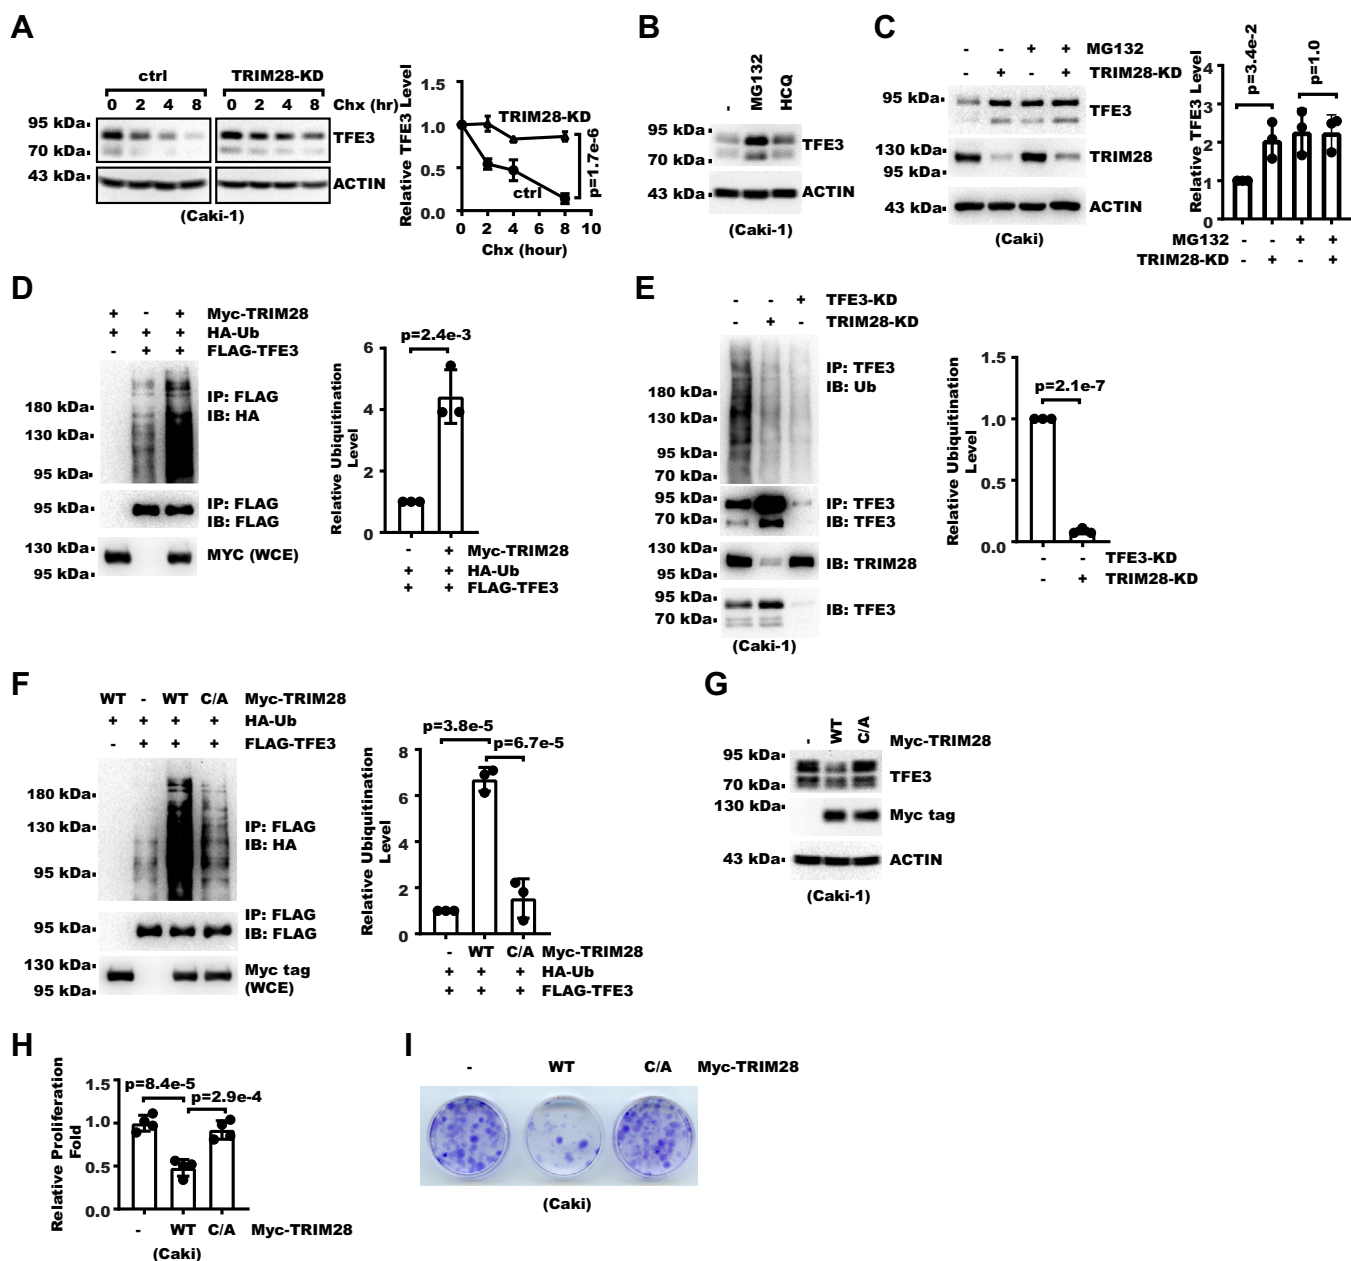 A
ctrl TRIM28-KD
0 2 4 8 0 2 4 8 Chx (hr)
95 kDa
TFE3
70 kDa
43 kDa
ACTIN
(Caki-1)
Relative TFE3 Level
1.5
1.0
0.5
0.0
TRIM28-KD
ctrl
p=1.7e-6
0 2 4 6 8 10
Chx (hour)
B
- MG132 HCQ
95 kDa
TFE3
70 kDa
43 kDa ACTIN
(Caki-1)
C
- - + + MG132
- + - + TRIM28-KD
95 kDa TFE3
130 kDa
TRIM28
95 kDa
43 kDa ACTIN
(Caki)
Relative TFE3 Level
p=3.4e-2
p=1.0
4
3
2
1
0
MG132 - - + +
TRIM28-KD - + - +
D
+ - + Myc-TRIM28
+ + + HA-Ub
- + + FLAG-TFE3
IP: FLAG
IB: HA
180 kDa
130 kDa
95 kDa
95 kDa
IP: FLAG
IB: FLAG
130 kDa
MYC (WCE)
95 kDa
Relative Ubiquitination
Level
p=2.4e-3
6
4
2
0
- + Myc-TRIM28
+ + HA-Ub
+ + FLAG-TFE3
E
- - + TFE3-KD
- + - TRIM28-KD
IP: TFE3
IB: Ub
180 kDa
130 kDa
95 kDa
70 kDa
95 kDa IP: TFE3
70 kDa IB: TFE3
130 kDa
IB: TRIM28
95 kDa
95 kDa
IB: TFE3
70 kDa
(Caki-1)
Relative Ubiquitination
Level
1.5
p=2.1e-7
1.0
0.5
0.0
- - TFE3-KD
- + TRIM28-KD
F
WT - WT C/A Myc-TRIM28
+ + + + HA-Ub
- + + + FLAG-TFE3
180 kDa
130 kDa IP: FLAG
IB: HA
95 kDa
IP: FLAG
95 kDa
IB: FLAG
130 kDa
Myc tag
(WCE)
95 kDa
Relative Ubiquitination
Level
p=3.8e-5
p=6.7e-5
8
6
4
2
0
- WT C/A Myc-TRIM28
+ + + HA-Ub
+ + + FLAG-TFE3
G
- WT C/A Myc-TRIM28
95 kDa
TFE3
70 kDa
130 kDa
Myc tag
43 kDa ACTIN
(Caki-1)
H
Relative Proliferation
Fold
1.5
p=8.4e-5
p=2.9e-4
1.0
0.5
0.0
- WT C/A Myc-TRIM28
(Caki)
I
- WT C/A Myc-TRIM28
(Caki)